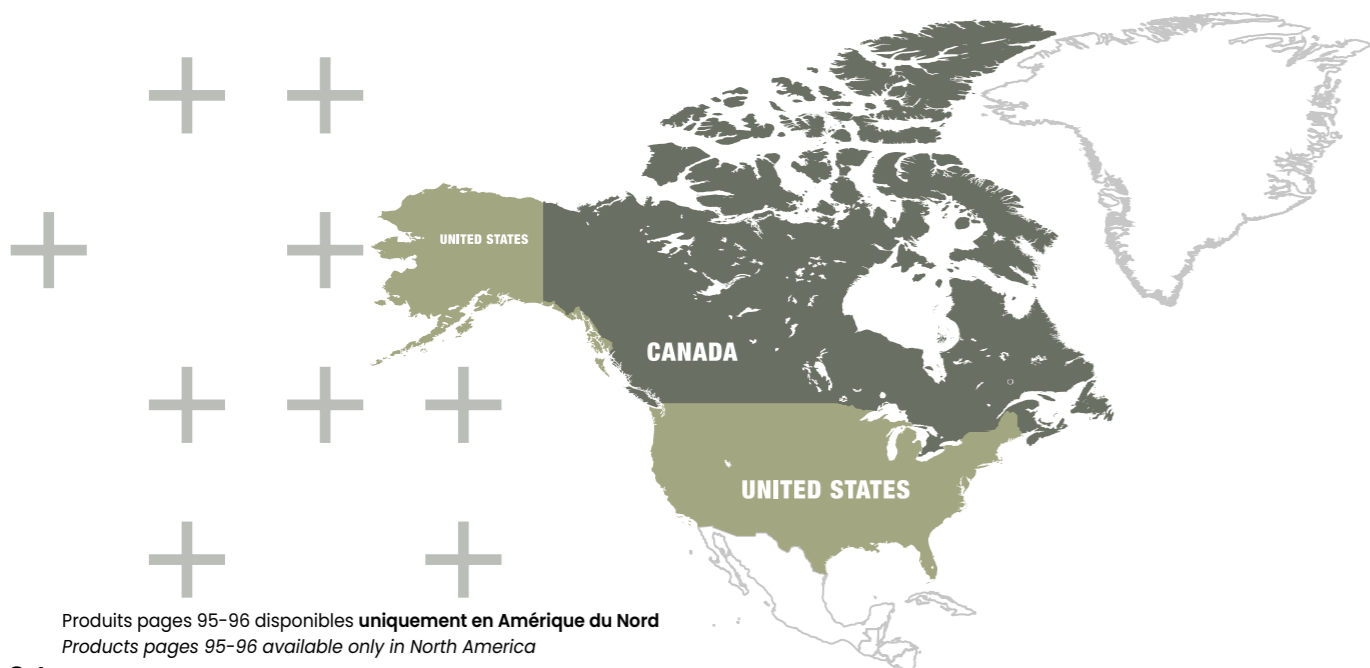 UNITED STATES
CANADA
UNITED STATES
Produits pages 95-96 disponibles uniquement en Amérique du Nord
Products pages 95-96 available only in North America